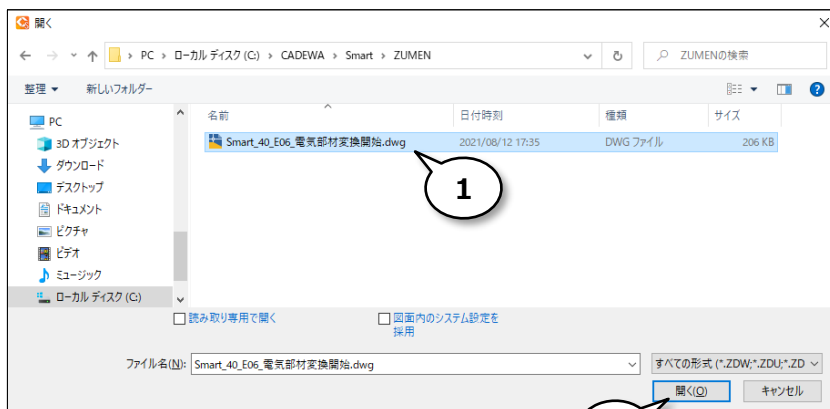 開く
PC › ローカル ディスク (C:) › CADEWA › Smart › ZUMEN
ZUMENの検索
整理
新しいフォルダー
名前 日付時刻 種類 サイズ
Smart_40_E06_電気部材変換開始.dwg 2021/08/12 17:35 DWG ファイル 206 KB
1
PC
3D オブジェクト
ダウンロード
デスクトップ
ドキュメント
ピクチャ
ビデオ
ミュージック
ローカル ディスク (C:)
読み取り専用で開く
図面内のシステム設定を
採用
ファイル名(N): Smart_40_E06_電気部材変換開始.dwg
すべての形式 (*.ZDW;*.ZDU;*.ZD
開く(O) キャンセル